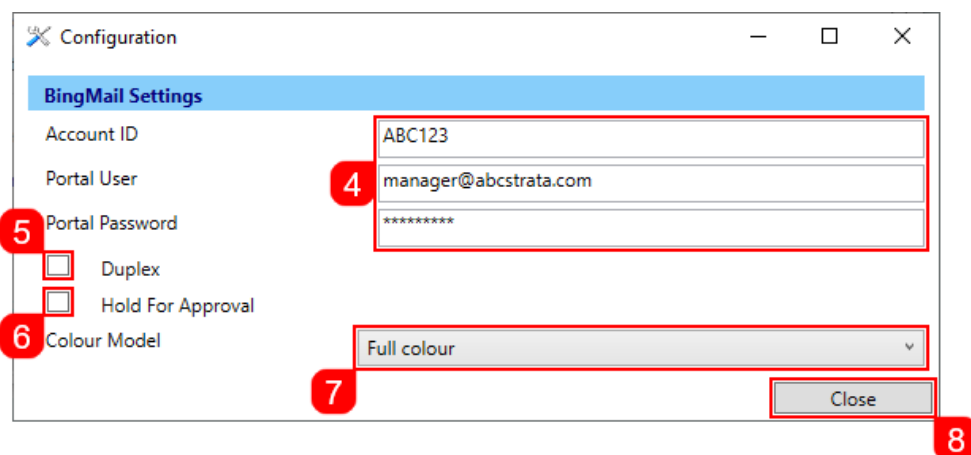 Configuration
BingMail Settings
Account ID
ABC123
4
Portal User
manager@abcstrata.com
Portal Password
*********
5
Duplex
Hold For Approval
6
Colour Model
Full colour
7
Close
8